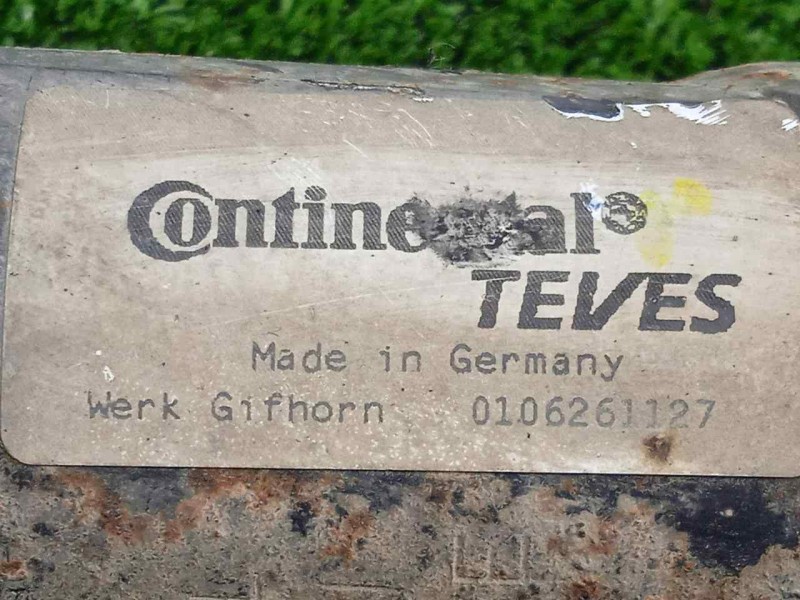 Continental®
TEVES
Made in Germany
Werk Gifhorn 0106261127